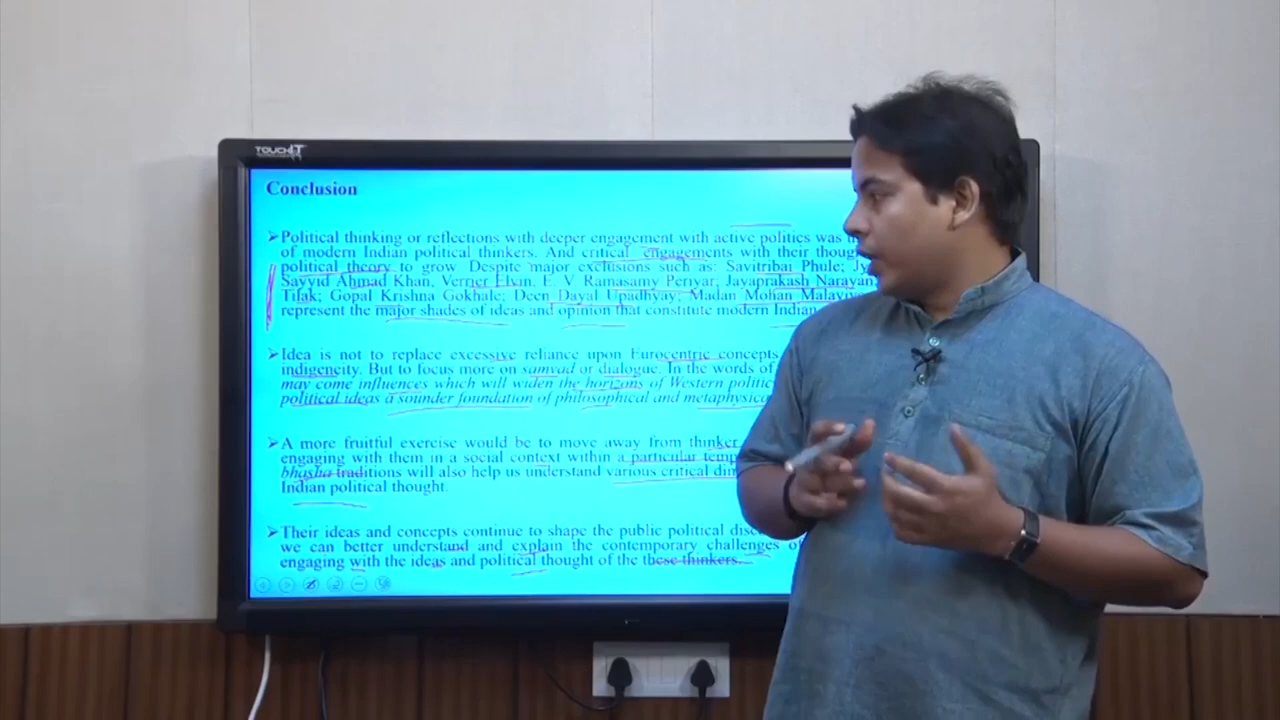 TOUCHIT
Conclusion
➢Political thinking or reflections with deeper engagement with active politics was
of modern Indian political thinkers. And critical engagements with their
political theory to grow. Despite major exclusions such as: Savitribai Phule;
Sayyid Ahmad Khan, Verrier Elvin, E. V Ramasamy Periyar; Jayaprakash Narayan
Tilak; Gopal Krishna Gokhale; Deen Dayal Upadhyay; Madan Mohan
represent the major shades of ideas and opinion that constitute modern Indian
➢Idea is not to replace excessive reliance upon Eurocentric concepts
indigencity. But to focus more on samvad or dialogue. In the words of
may come influences which will widen the horizons of Western
political ideas a sounder foundation of philosophical and
➢A more fruitful exercise would be to move away from thinker
engaging with them in a social context within a particular
bhasha traditions will also help us understand various critical
Indian political thought.
➢Their ideas and concepts continue to shape the public political
we can better understand and explain the contemporary challenges
engaging with the ideas and political thought of the these thinkers.